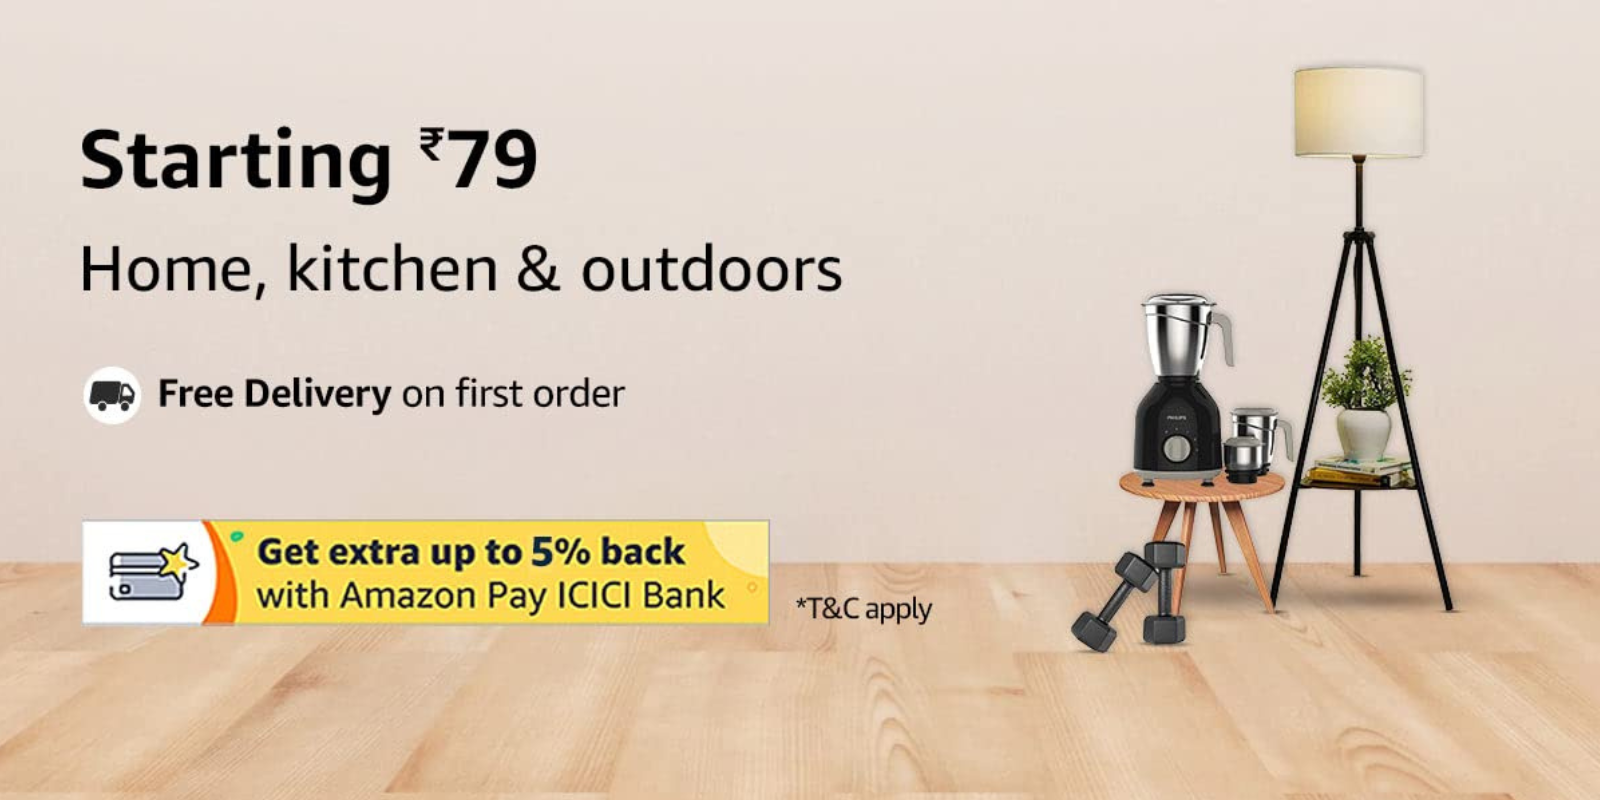 Starting ₹79
Home, kitchen & outdoors
Free Delivery on first order
Get extra up to 5% back
with Amazon Pay ICICI Bank
*T&C apply
PHILIPS